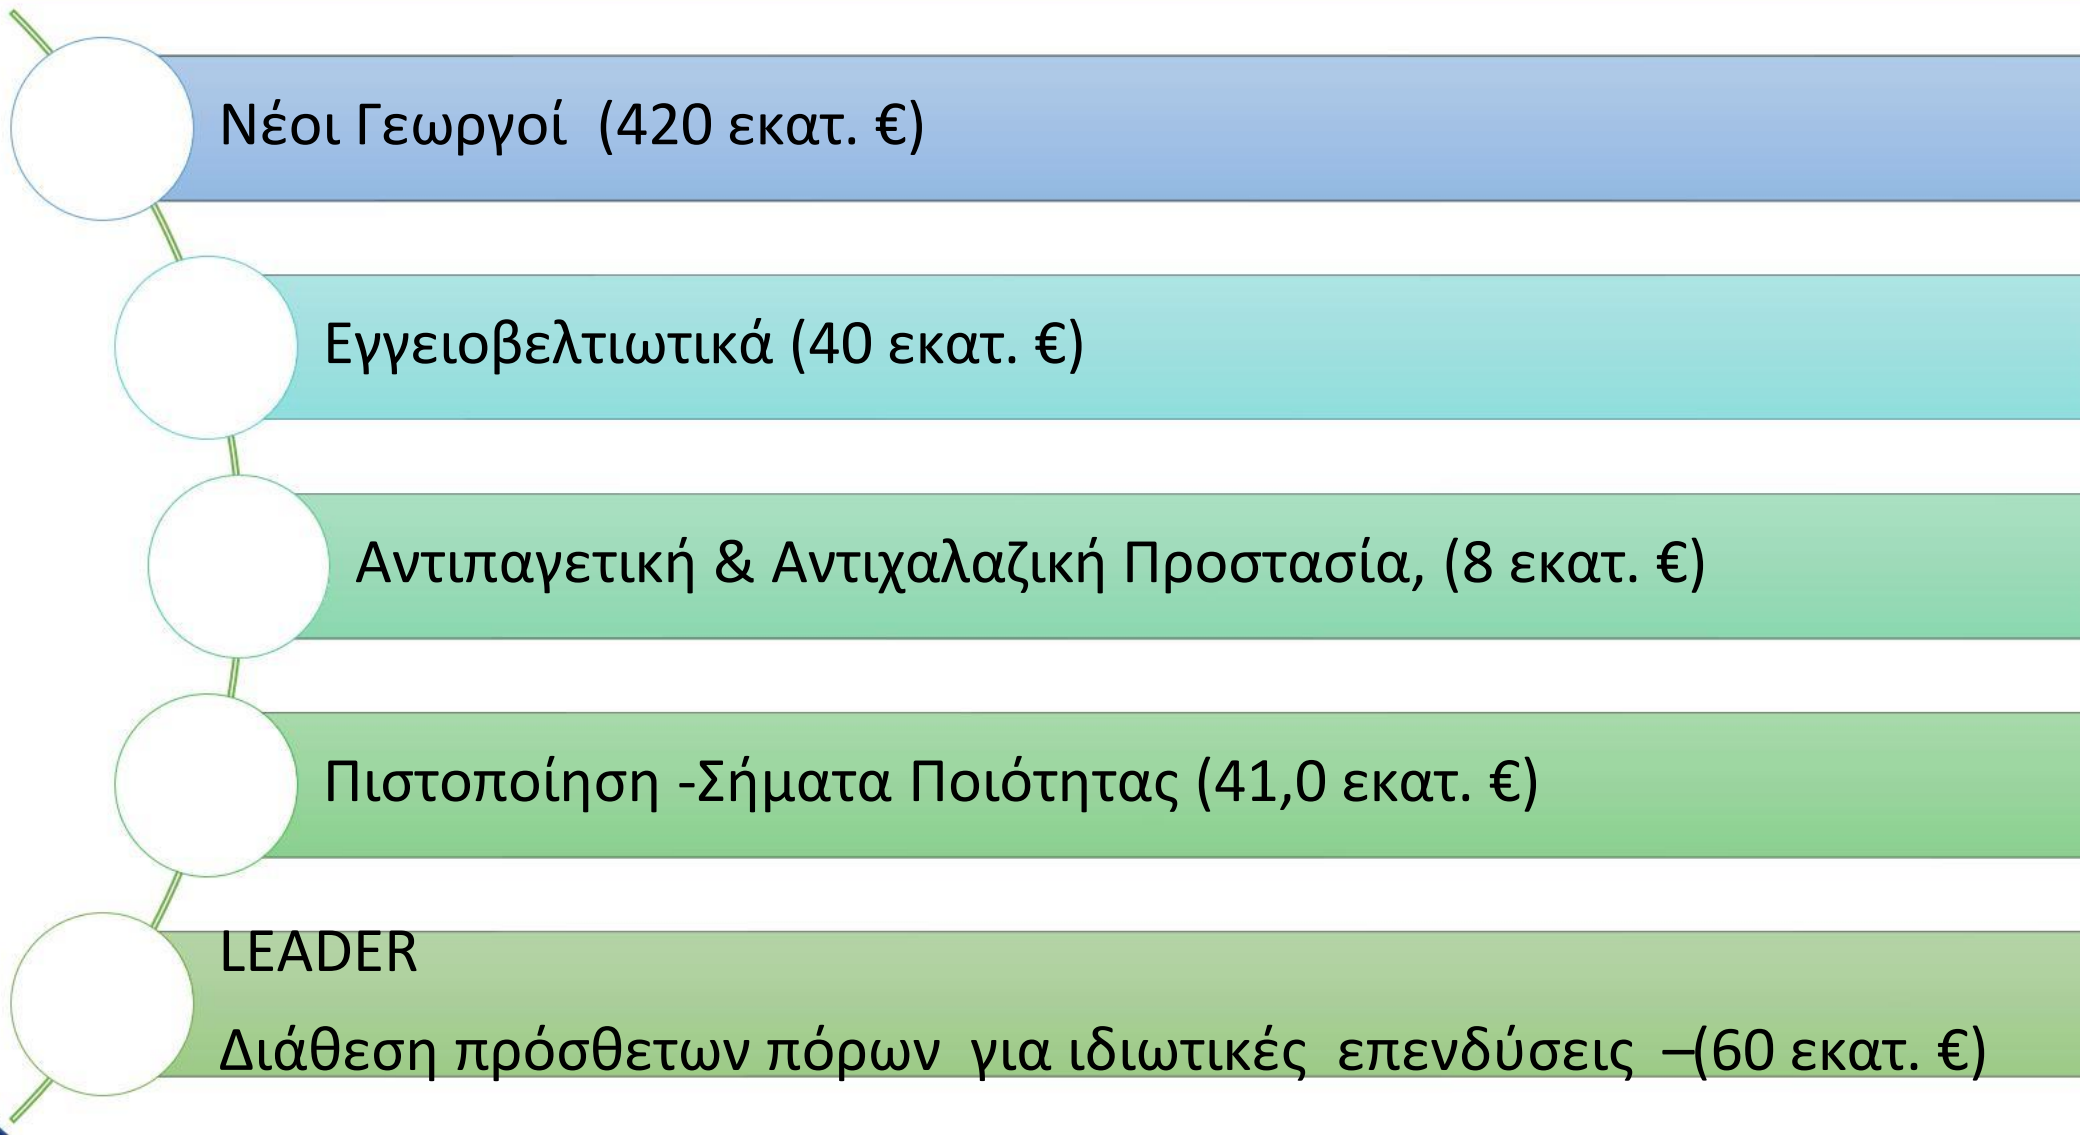 Νέοι Γεωργοί (420 εκατ. €)
Εγγειοβελτιωτικά (40 εκατ. €)
Αντιπαγετική & Αντιχαλαζική Προστασία, (8 εκατ. €)
Πιστοποίηση -Σήματα Ποιότητας (41,0 εκατ. €)
LEADER
Διάθεση πρόσθετων πόρων για ιδιωτικές επενδύσεις –(60 εκατ. €)